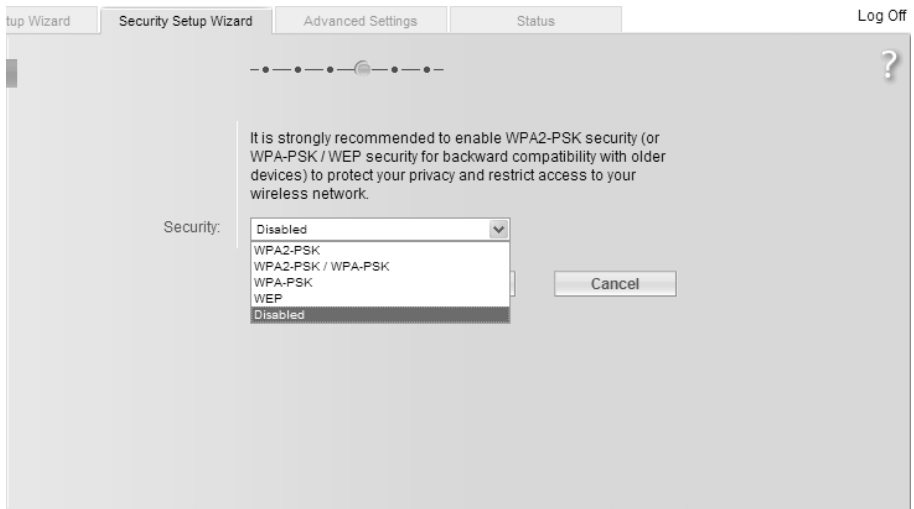 tup Wizard Security Setup Wizard Advanced Settings Status Log Off
?
It is strongly recommended to enable WPA2-PSK security (or
WPA-PSK / WEP security for backward compatibility with older
devices) to protect your privacy and restrict access to your
wireless network.
Security: Disabled
WPA2-PSK
WPA2-PSK / WPA-PSK
WPA-PSK
WEP
Disabled
Cancel